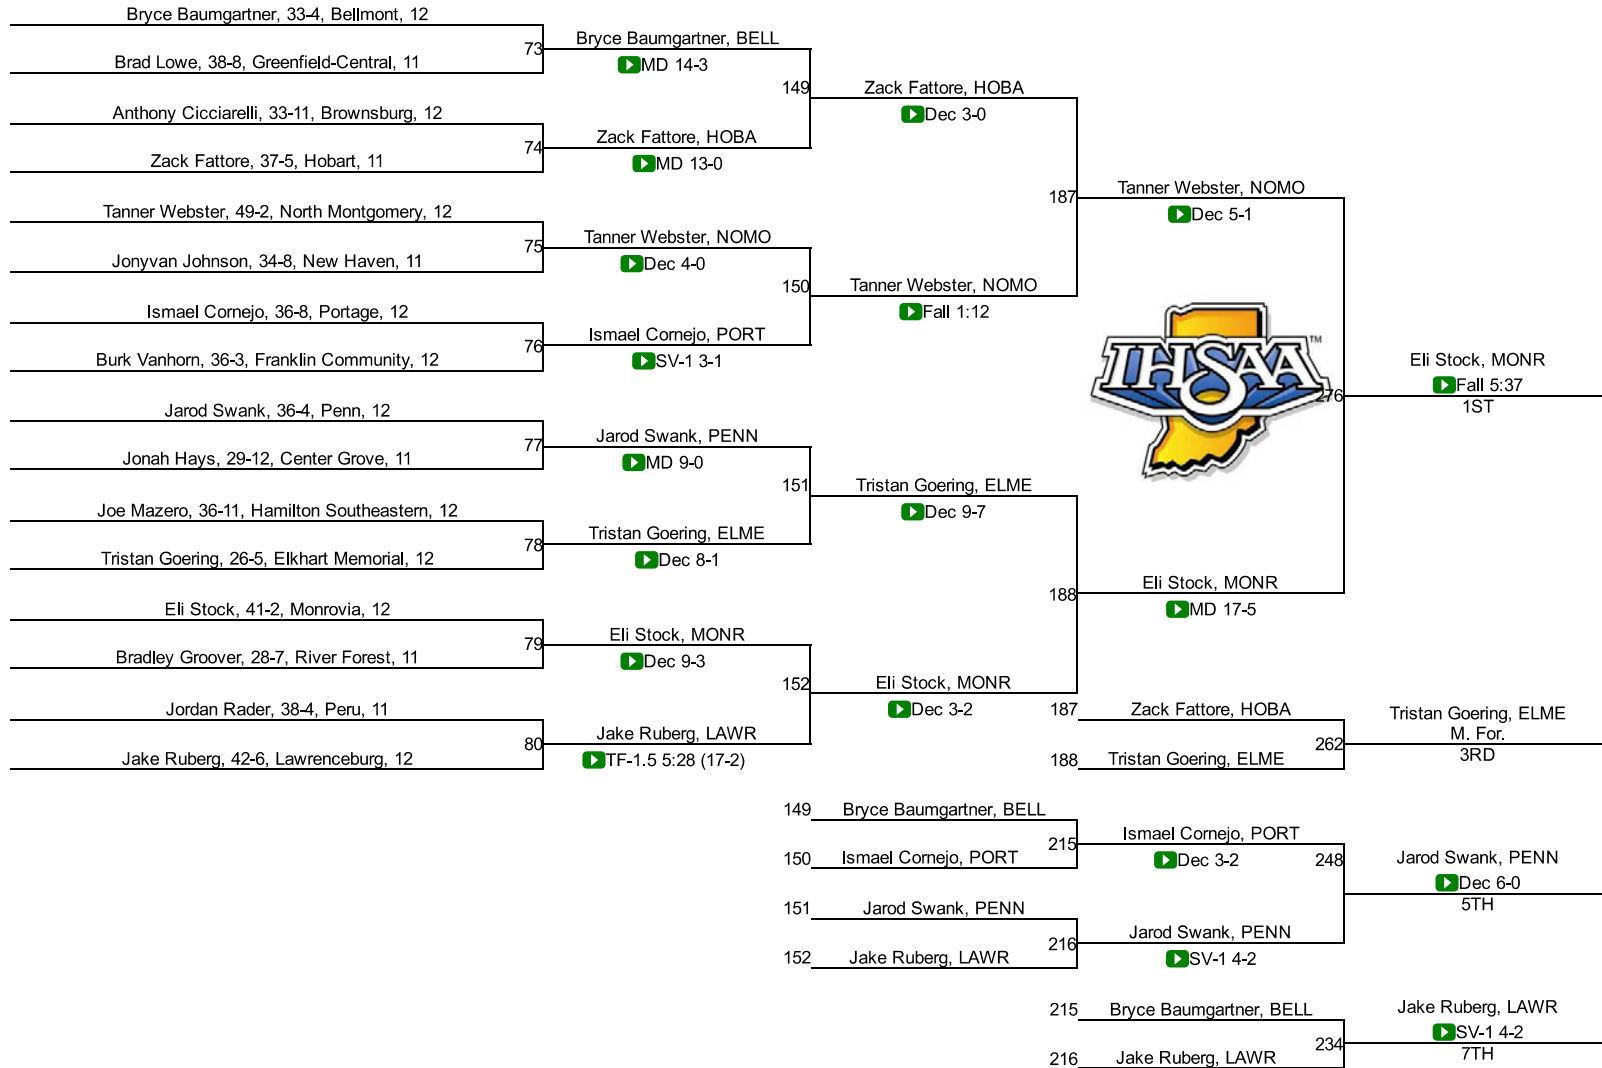 Bryce Baumgartner, 33-4, Bellmont, 12
73
Brad Lowe, 38-8, Greenfield-Central, 11
Anthony Cicciarelli, 33-11, Brownsburg, 12
74
Zack Fattore, 37-5, Hobart, 11
Tanner Webster, 49-2, North Montgomery, 12
75
Jonyvan Johnson, 34-8, New Haven, 11
Ismael Cornejo, 36-8, Portage, 12
76
Burk Vanhorn, 36-3, Franklin Community, 12
Jarod Swank, 36-4, Penn, 12
77
Jonah Hays, 29-12, Center Grove, 11
Joe Mazero, 36-11, Hamilton Southeastern, 12
78
Tristan Goering, 26-5, Elkhart Memorial, 12
Eli Stock, 41-2, Monrovia, 12
79
Bradley Groover, 28-7, River Forest, 11
Jordan Rader, 38-4, Peru, 11
80
Jake Ruberg, 42-6, Lawrenceburg, 12
Bryce Baumgartner, BELL
MD 14-3
149
Zack Fattore, HOBA
MD 13-0
Tanner Webster, NOMO
Dec 4-0
150
Ismael Cornejo, PORT
SV-1 3-1
Jarod Swank, PENN
MD 9-0
151
Tristan Goering, ELME
Dec 8-1
Eli Stock, MONR
Dec 9-3
152
Jake Ruberg, LAWR
TF-1.5 5:28 (17-2)
Zack Fattore, HOBA
Dec 3-0
187
Tanner Webster, NOMO
Fall 1:12
Tristan Goering, ELME
Dec 9-7
188
Eli Stock, MONR
Dec 3-2
Tanner Webster, NOMO
Dec 5-1
IHSAA™
276
Eli Stock, MONR
MD 17-5
Eli Stock, MONR
Fall 5:37
1ST
187 Zack Fattore, HOBA
262
188 Tristan Goering, ELME
Tristan Goering, ELME
M. For.
3RD
149 Bryce Baumgartner, BELL
215
150 Ismael Cornejo, PORT
151 Jarod Swank, PENN
216
152 Jake Ruberg, LAWR
Ismael Cornejo, PORT
Dec 3-2
248
Jarod Swank, PENN
SV-1 4-2
Jarod Swank, PENN
Dec 6-0
5TH
215 Bryce Baumgartner, BELL
234
216 Jake Ruberg, LAWR
Jake Ruberg, LAWR
SV-1 4-2
7TH